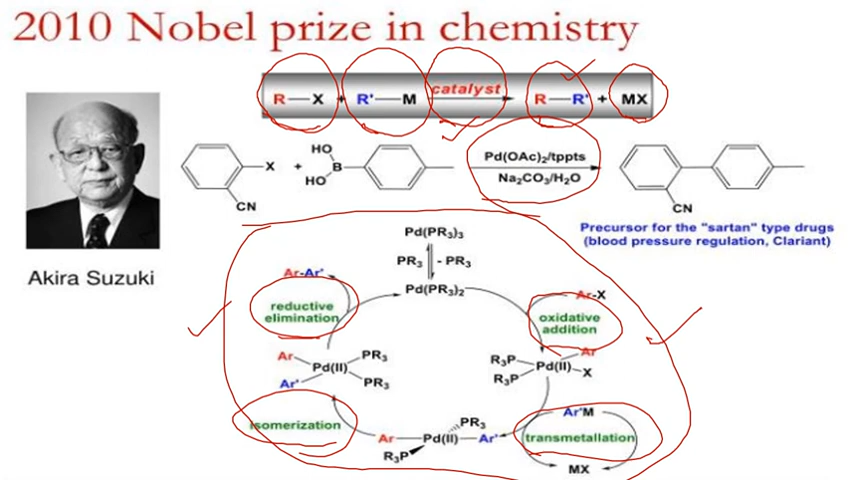 2010 Nobel prize in chemistry
R—X + R'—M catalyst R—R' + MX
X + HO B HO Pd(OAc)2/tppts
Na2CO3/H2O
CN
CN
Precursor for the "sartan" type drugs
(blood pressure regulation, Clariant)
Akira Suzuki
Pd(PR3)3
PR3 - PR3
Pd(PR3)2
Ar-Ar'
reductive
elimination
Ar-X
oxidative
addition
Ar PR3
Pd(II)
Ar' PR3
R3P Ar
Pd(II)
R3P X
isomerization
PR3
Ar Pd(II) Ar'
R3P
Ar'M
transmetallation
MX